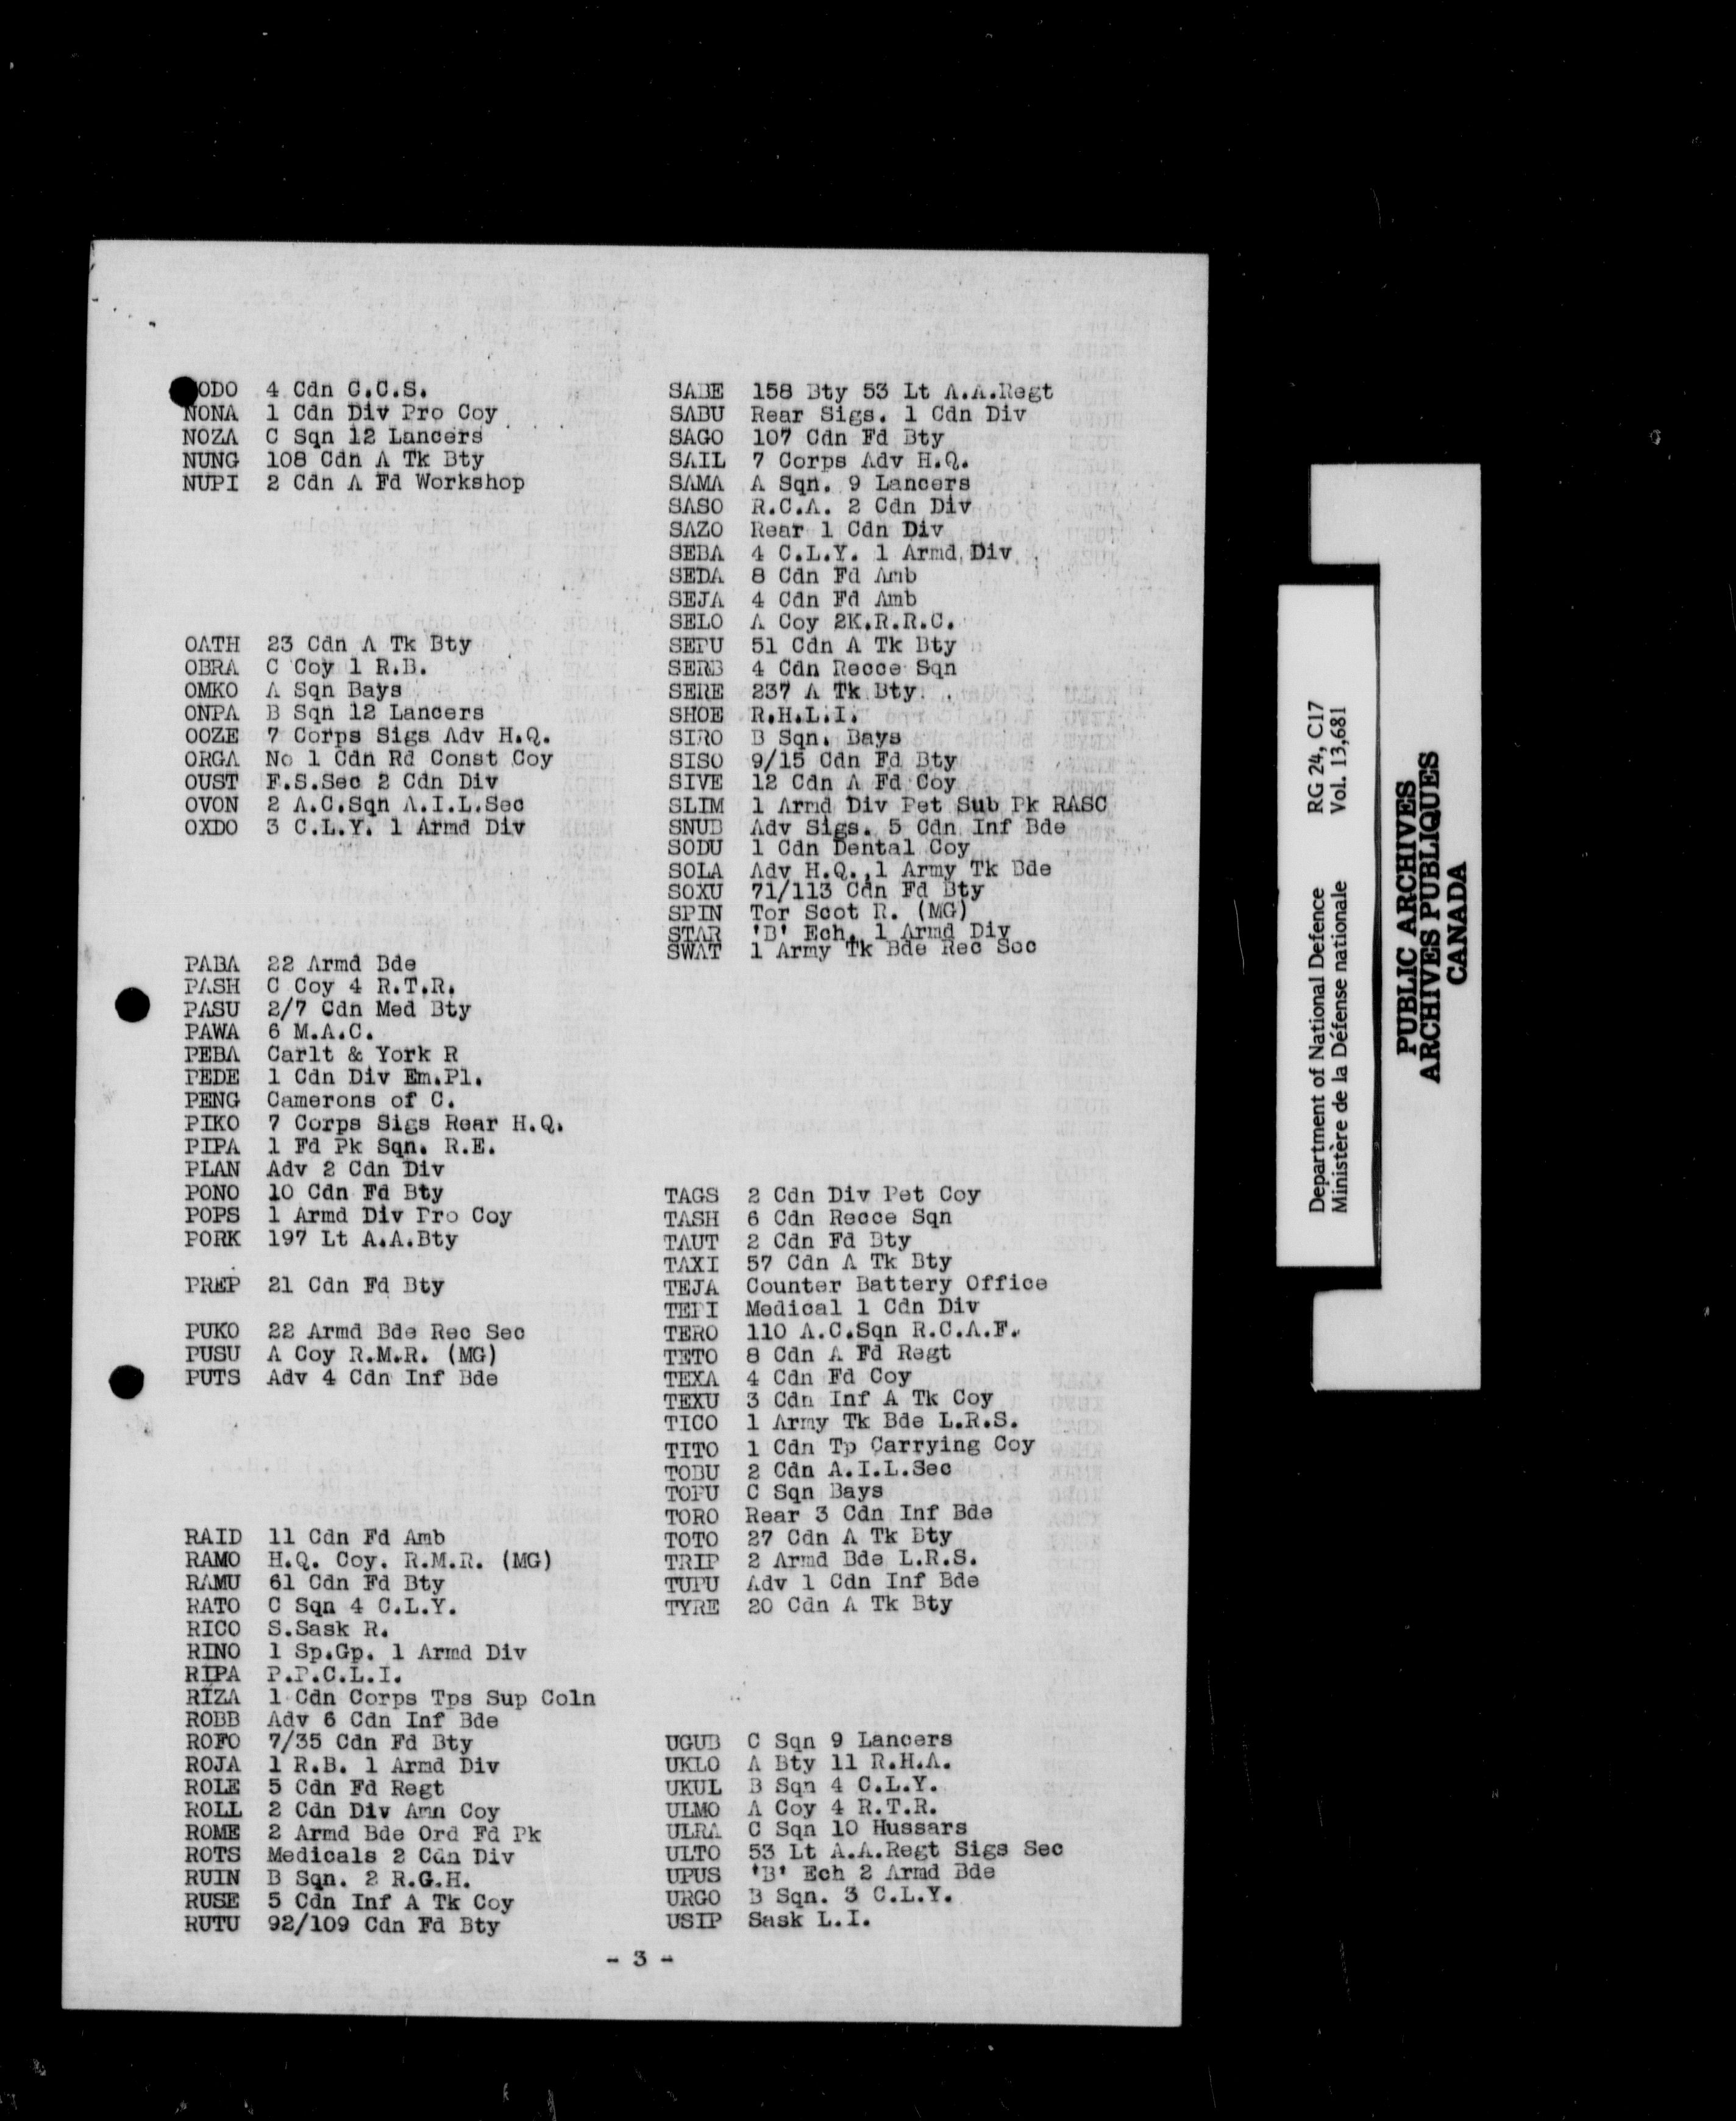 ODO 4 Cdn C.C.S.
NONA 1 Cdn Div Pro Coy
NOZA C Sqn 12 Lancers
NUNG 108 Cdn A Tk Bty
NUPI 2 Cdn A Fd Workshop
OATH 23 Cdn A Tk Bty
OBRA C Coy 1 R.B.
OMKO A Sqn Bays
ONPA B Sqn 12 Lancers
OOZE 7 Corps Sigs Adv H.Q.
ORGA No 1 Cdn Rd Const Coy
OUST F.S.Sec 2 Cdn Div
OVON 2 A.C.Sqn A.I.L.Sec
OXDO 3 C.L.Y. 1 Armd Div
PABA 22 Armd Bde
PASH C Coy 4 R.T.R.
PASU 2/7 Cdn Med Bty
PAWA 6 M.A.C.
PEBA Carlt & York R
PEDE 1 Cdn Div Em.Pl.
PENG Camerons of C.
PIKO 7 Corps Sigs Rear H.Q.
PIPA 1 Fd Pk Sqn. R.E.
PLAN Adv 2 Cdn Div
PONO 10 Cdn Fd Bty
POPS 1 Armd Div Pro Coy
PORK 197 Lt A.A.Bty
PREP 21 Cdn Fd Bty
PUKO 22 Armd Bde Rec Sec
PUSU A Coy R.M.R. (MG)
PUTS Adv 4 Cdn Inf Bde
RAID 11 Cdn Fd Amb
RAMO H.Q. Coy. R.M.R. (MG)
RAMU 61 Cdn Fd Bty
RATO C Sqn 4 C.L.Y.
RICO S.Sask R.
RINO 1 Sp.Gp. 1 Armd Div
RIPA P.P.C.L.I.
RIZA 1 Cdn Corps Tps Sup Coln
ROBB Adv 6 Cdn Inf Bde
ROFO 7/35 Cdn Fd Bty
ROJA 1 R.B. 1 Armd Div
ROLE 5 Cdn Fd Regt
ROLL 2 Cdn Div Amn Coy
ROME 2 Armd Bde Ord Fd Pk
ROTS Medicals 2 Cdn Div
RUIN B Sqn. 2 R.G.H.
RUSE 5 Cdn Inf A Tk Coy
RUTU 92/109 Cdn Fd Bty
SABE 158 Bty 53 Lt A.A.Regt
SABU Rear Sigs. 1 Cdn Div
SAGO 107 Cdn Fd Bty
SAIL 7 Corps Adv H.Q.
SAMA A Sqn. 9 Lancers
SASO R.C.A. 2 Cdn Div
SAZO Rear 1 Cdn Div
SEBA 4 C.L.Y. 1 Armd Div
SEDA 8 Cdn Fd Amb
SEJA 4 Cdn Fd Amb
SELO A Coy 2K.R.R.C.
SEPU 51 Cdn A Tk Bty
SERB 4 Cdn Recce Sqn
SERE 237 A Tk Bty
SHOE R.H.L.I.
SIRO B Sqn. Bays
SISO 9/15 Cdn Fd Bty
SIVE 12 Cdn A Fd Coy
SLIM 1 Armd Div Pet Sub Pk RASC
SNUB Adv Sigs. 5 Cdn Inf Bde
SODU 1 Cdn Dental Coy
SOLA Adv H.Q.,1 Army Tk Bde
SOXU 71/113 Cdn Fd Bty
SPIN Tor Scot R. (MG)
STAR 'B' Ech. 1 Armd Div
SWAT 1 Army Tk Bde Rec Sec
TAGS 2 Cdn Div Pet Coy
TASH 6 Cdn Recce Sqn
TAUT 2 Cdn Fd Bty
TAXI 57 Cdn A Tk Bty
TEJA Counter Battery Office
TEPI Medical 1 Cdn Div
TERO 110 A.C.Sqn R.C.A.F.
TETO 8 Cdn A Fd Regt
TEXA 4 Cdn Fd Coy
TEXU 3 Cdn Inf A Tk Coy
TICO 1 Army Tk Bde L.R.S.
TITO 1 Cdn Tp Carrying Coy
TOBU 2 Cdn A.I.L.Sec
TOPU C Sqn Bays
TORO Rear 3 Cdn Inf Bde
TOTO 27 Cdn A Tk Bty
TRIP 2 Armd Bde L.R.S.
TUPU Adv 1 Cdn Inf Bde
TYRE 20 Cdn A Tk Bty
UGUB C Sqn 9 Lancers
UKLO A Bty 11 R.H.A.
UKUL B Sqn 4 C.L.Y.
ULMO A Coy 4 R.T.R.
ULRA C Sqn 10 Hussars
ULTO 53 Lt A.A.Regt Sigs Sec
UPUS 'B' Ech 2 Armd Bde
URGO B Sqn. 3 C.L.Y.
USIP Sask L.I.
- 3 -
Department of National Defence RG 24, C17
Ministère de la Défense nationale Vol. 13,681
PUBLIC ARCHIVES
ARCHIVES PUBLIQUES
CANADA